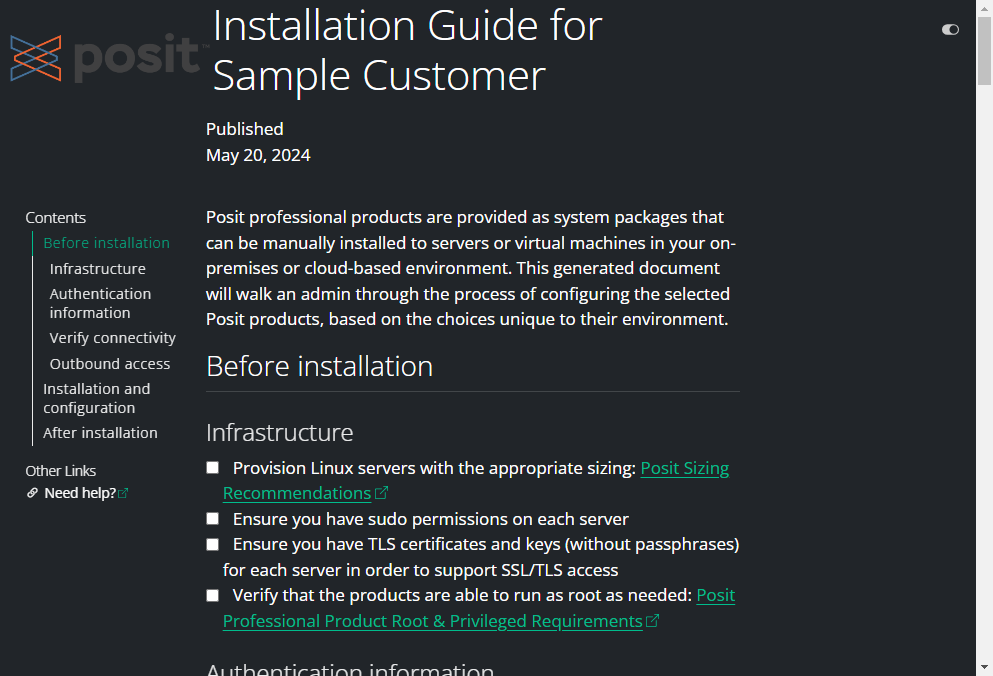 Installation Guide for
Sample Customer
posit™
Published
May 20, 2024
Contents
Before installation
Infrastructure
Authentication
information
Verify connectivity
Outbound access
Installation and
configuration
After installation
Other Links
Need help?
Posit professional products are provided as system packages that
can be manually installed to servers or virtual machines in your on-
premises or cloud-based environment. This generated document
will walk an admin through the process of configuring the selected
Posit products, based on the choices unique to their environment.
Before installation
Infrastructure
Provision Linux servers with the appropriate sizing: Posit Sizing
Recommendations
Ensure you have sudo permissions on each server
Ensure you have TLS certificates and keys (without passphrases)
for each server in order to support SSL/TLS access
Verify that the products are able to run as root as needed: Posit
Professional Product Root & Privileged Requirements
Authentication information